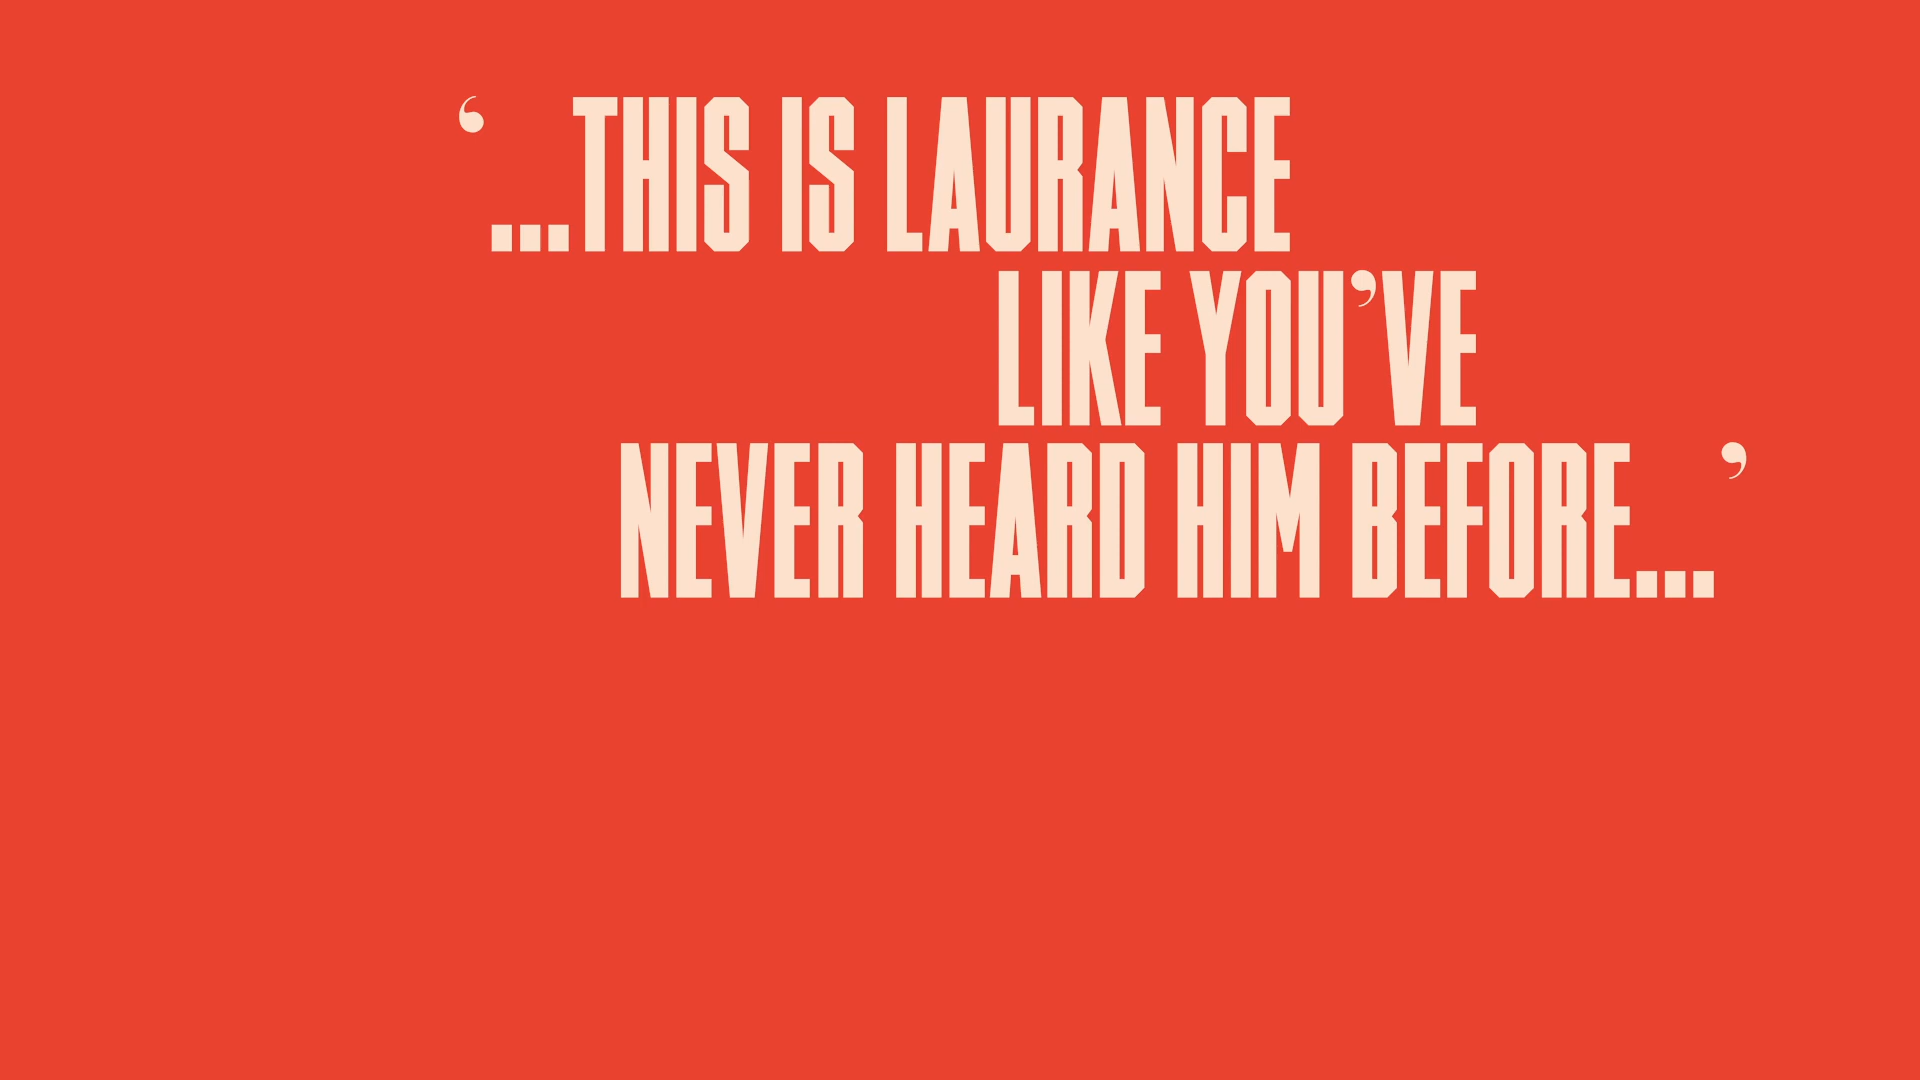 ‘...THIS IS LAURANCE
LIKE YOU’VE
NEVER HEARD HIM BEFORE...’